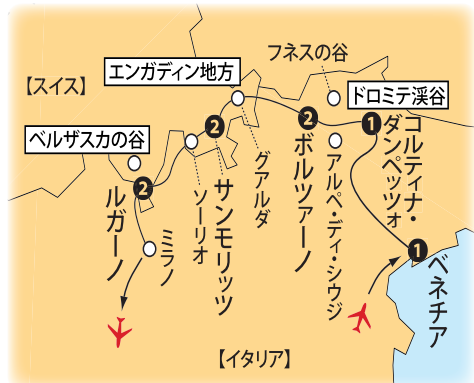 フネスの谷
【スイス】
エンガディン地方
ドロミテ渓谷
ベルザスカの谷
2
2
1
2
1
コルティナ・
ダンペッツォ
ボルツァーノ
アルペ・ディ・シウジ
グアルダ
サンモリッツ
ソーリオ
ルガーノ
ミラノ
ベネチア
【イタリア】